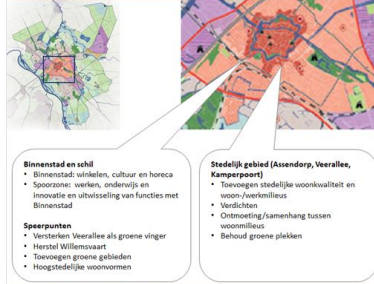 Binnenstad en schil
• Binnenstad: winkelen, cultuur en horeca
• Spoorzone: werken, onderwijs en
innovatie en uitwisseling van functies met
Binnenstad
Speerpunten
• Versterken Veerallee als groene vinger
• Herstel Willemsvaart
• Toevoegen groene gebieden
• Hoogstedelijke woonvormen
Stedelijk gebied (Assendorp, Veerallee,
Kamperpoort)
• Toevoegen stedelijke woonkwaliteit en
woon-/werkmilieus
• Verdichten
• Ontmoeting/samenhang tussen
woonmilieus
• Behoud groene plekken